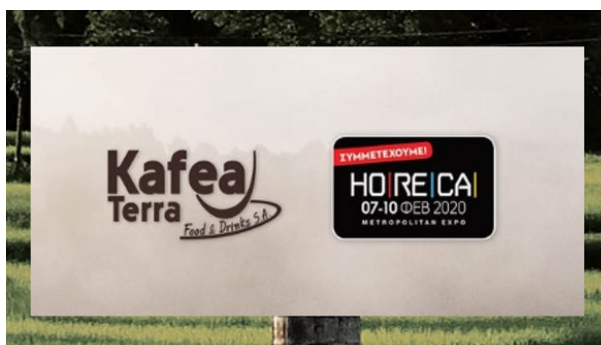 Kafea
Terra
Food & Drinks S.A.
ΣΥΜΜΕΤΕΧΟΥΜΕ!
HO|RE|CA|
07-10 ΦΕΒ 2020
METROPOLITAN EXPO